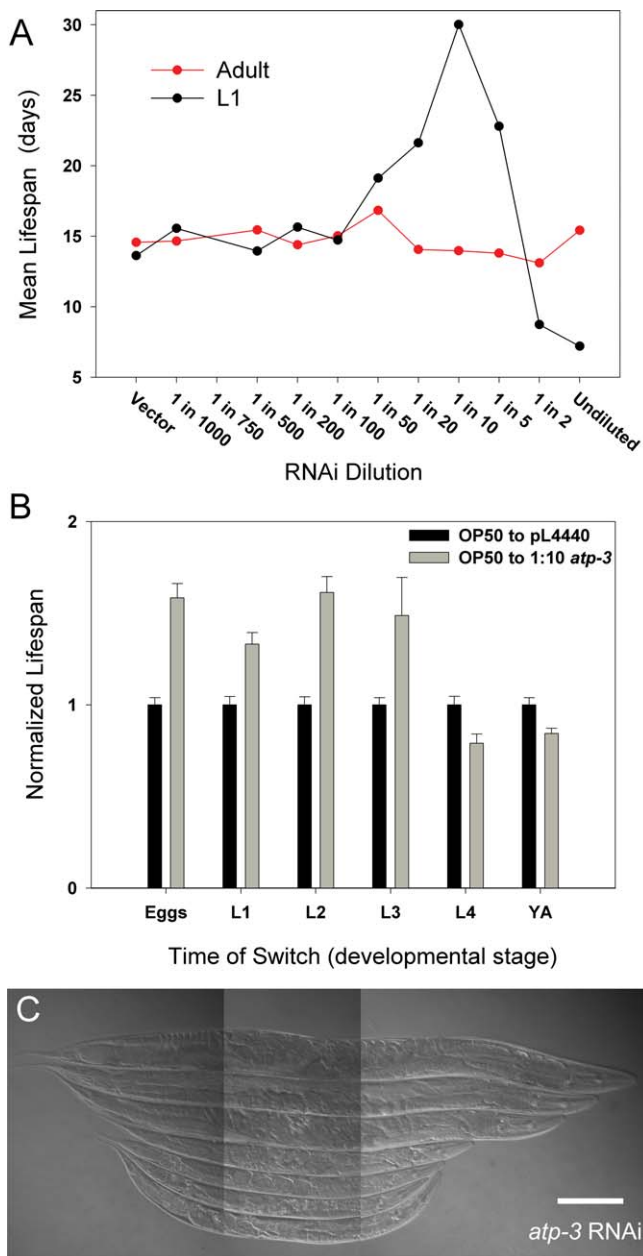 A
30
25
20
15
10
5
Mean Lifespan (days)
Adult
L1
Vector
1 in 1000
1 in 750
1 in 500
1 in 200
1 in 100
1 in 50
1 in 20
1 in 10
1 in 5
1 in 2
Undiluted
RNAi Dilution
B
2
1
0
Normalized Lifespan
OP50 to pL4440
OP50 to 1:10 atp-3
Eggs L1 L2 L3 L4 YA
Time of Switch (developmental stage)
C
atp-3 RNAi